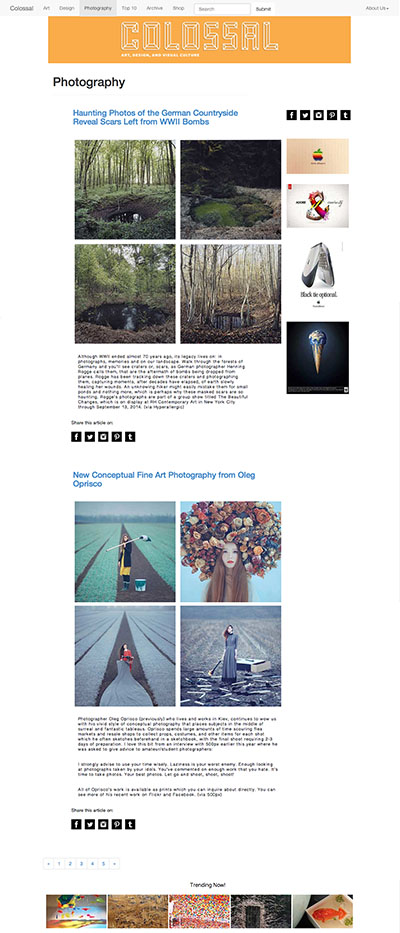 Colossal Art Design Photography Top 10 Archive Shop Search Submit About Us
COLOSSAL
ART, DESIGN, AND VISUAL CULTURE
Photography
Haunting Photos of the German Countryside
Reveal Scars Left from WWII Bombs
Black tie optional.
Although WWII ended almost 70 years ago, its legacy lives on in
photographs, memories and on our landscape. Walk through the forests of
Germany and you'll see craters or, scars, as German photographer Henning
Rogge calls them, that are the aftermath of bombs being dropped from
planes. Rogge has been tracking down these craters and photographing
them, capturing moments, after decades have elapsed, of earth slowly
healing her wounds. An unknowing hiker might easily mistake them for small
ponds and nothing more, which is perhaps why these masked scars are so
haunting. Rogge's photographs are part of a group show titled The Beautiful
Changes, which is on display at RH Contemporary Art in New York City
through September 13, 2014. (via Hyperallergic)
Share this article on:
New Conceptual Fine Art Photography from Oleg
Oprisco
Photographer Oleg Oprisco (previously) who lives and works in Kiev, continues to wow us
with his vivid style of conceptual photography that places subjects in the middle of
surreal and fantastic tableaus. Oprisco spends large amounts of time scouring flea
markets and resale shops to collect props, costumes, and other items for each shot
which he often sketches beforehand in a sketchbook, with the final shoot requiring 2-3
days of preparation. I love this bit from an interview with 500px earlier this year where he
was asked to give advice to amateur/student photographers:
I stongly advise to use your time wisely. Laziness is your worst enemy. Enough looking
at photographs taken by your idols. You've commented on enough work that you hate. It's
time to take photos. Your best photos. Let go and shoot, shoot, shoot!
All of Oprisco's work is available as prints which you can inquire about directly. You can
see more of his recent work on Flickr and Facebook. (via 500px)
Share this article on:
« 1 2 3 4 5 »
Trending Now!